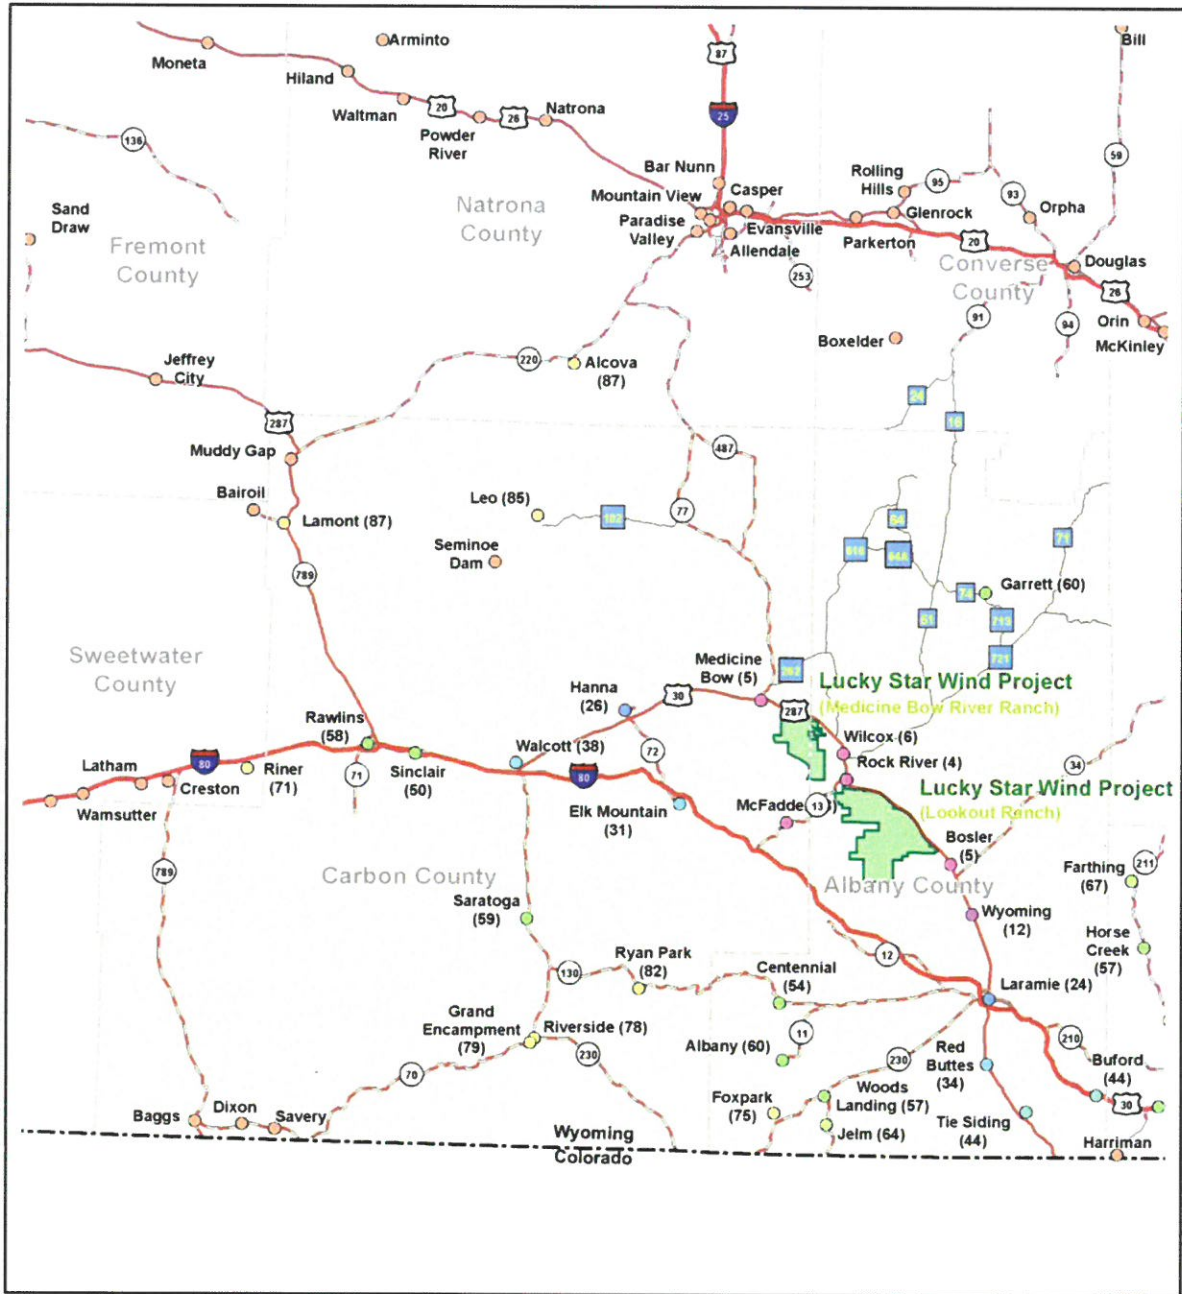 Arminto
Bill
Moneta
87
Hiland
Waltman
20
26
Natrona
25
Powder
River
136
59
Bar Nunn
Rolling
Hills
95
93
Mountain View
Casper
Sand
Draw
Natrona
County
Glenrock
Orpha
Paradise
Valley
Evansville
Allendale
Parkerton
20
Fremont
County
Converse
County
Douglas
253
26
91
94
Orin
McKinley
Boxelder
220
Alcova
(87)
Jeffrey
City
24
287
16
Muddy Gap
487
Bairoil
Leo (85)
77
Lamont (87)
Seminoe
Dam
71
789
74
Garrett (60)
61
Sweetwater
County
721
Medicine
Bow (5)
Lucky Star Wind Project
(Medicine Bow River Ranch)
Hanna
(26)
30
287
Rawlins
(58)
Walcott (38)
72
Wilcox (6)
Rock River (4)
80
Latham
Riner
(71)
71
Sinclair
(50)
80
34
Creston
Wamsutter
Elk Mountain
(31)
McFadde
13
Lucky Star Wind Project
(Lookout Ranch)
Bosler
(5)
789
Carbon County
Albany County
Farthing
(67)
211
Saratoga
(59)
Wyoming
(12)
Horse
Creek
(57)
12
Ryan Park
(82)
Centennial
(54)
130
Laramie (24)
Grand
Encampment
(79)
Riverside (78)
11
Albany (60)
210
230
230
Red
Buttes
(34)
Buford
(44)
70
Woods
Landing (57)
Foxpark
(75)
30
Baggs
Dixon
Savery
Jelm (64)
Tie Siding
(44)
Wyoming
Colorado
Harriman